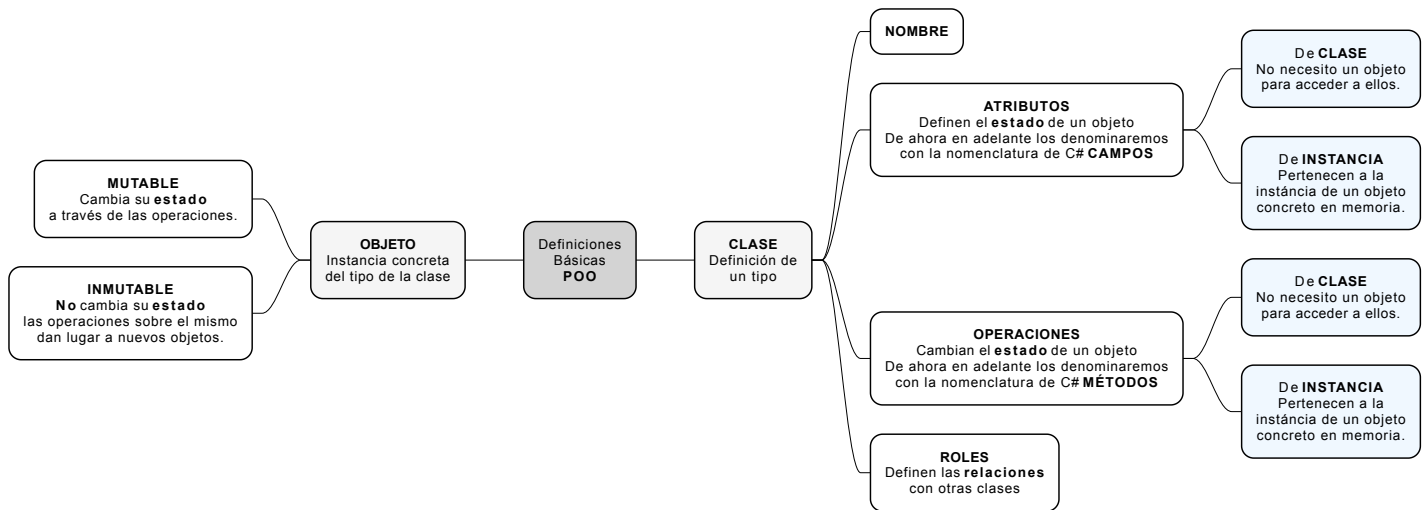 MUTABLE
Cambia su estado
a través de las operaciones.
INMUTABLE
No cambia su estado
las operaciones sobre el mismo
dan lugar a nuevos objetos.
OBJETO
Instancia concreta
del tipo de la clase
Definiciones
Básicas
POO
CLASE
Definición de
un tipo
NOMBRE
ATRIBUTOS
Definen el estado de un objeto
De ahora en adelante los denominaremos
con la nomenclatura de C# CAMPOS
De CLASE
No necesito un objeto
para acceder a ellos.
De INSTANCIA
Pertenecen a la
instáncia de un objeto
concreto en memoria.
OPERACIONES
Cambian el estado de un objeto
De ahora en adelante los denominaremos
con la nomenclatura de C# MÉTODOS
De CLASE
No necesito un objeto
para acceder a ellos.
De INSTANCIA
Pertenecen a la
instáncia de un objeto
concreto en memoria.
ROLES
Definen las relaciones
con otras clases